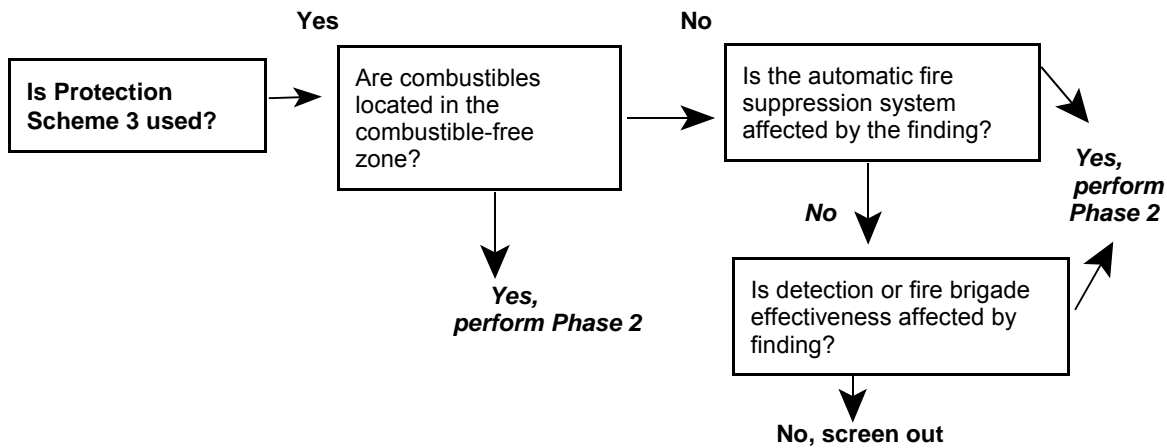 Yes
No
Is Protection
Scheme 3 used?
Are combustibles
located in the
combustible-free
zone?
Is the automatic fire
suppression system
affected by the finding?
Yes,
perform
Phase 2
No
Yes,
perform Phase 2
Is detection or fire brigade
effectiveness affected by
finding?
No, screen out